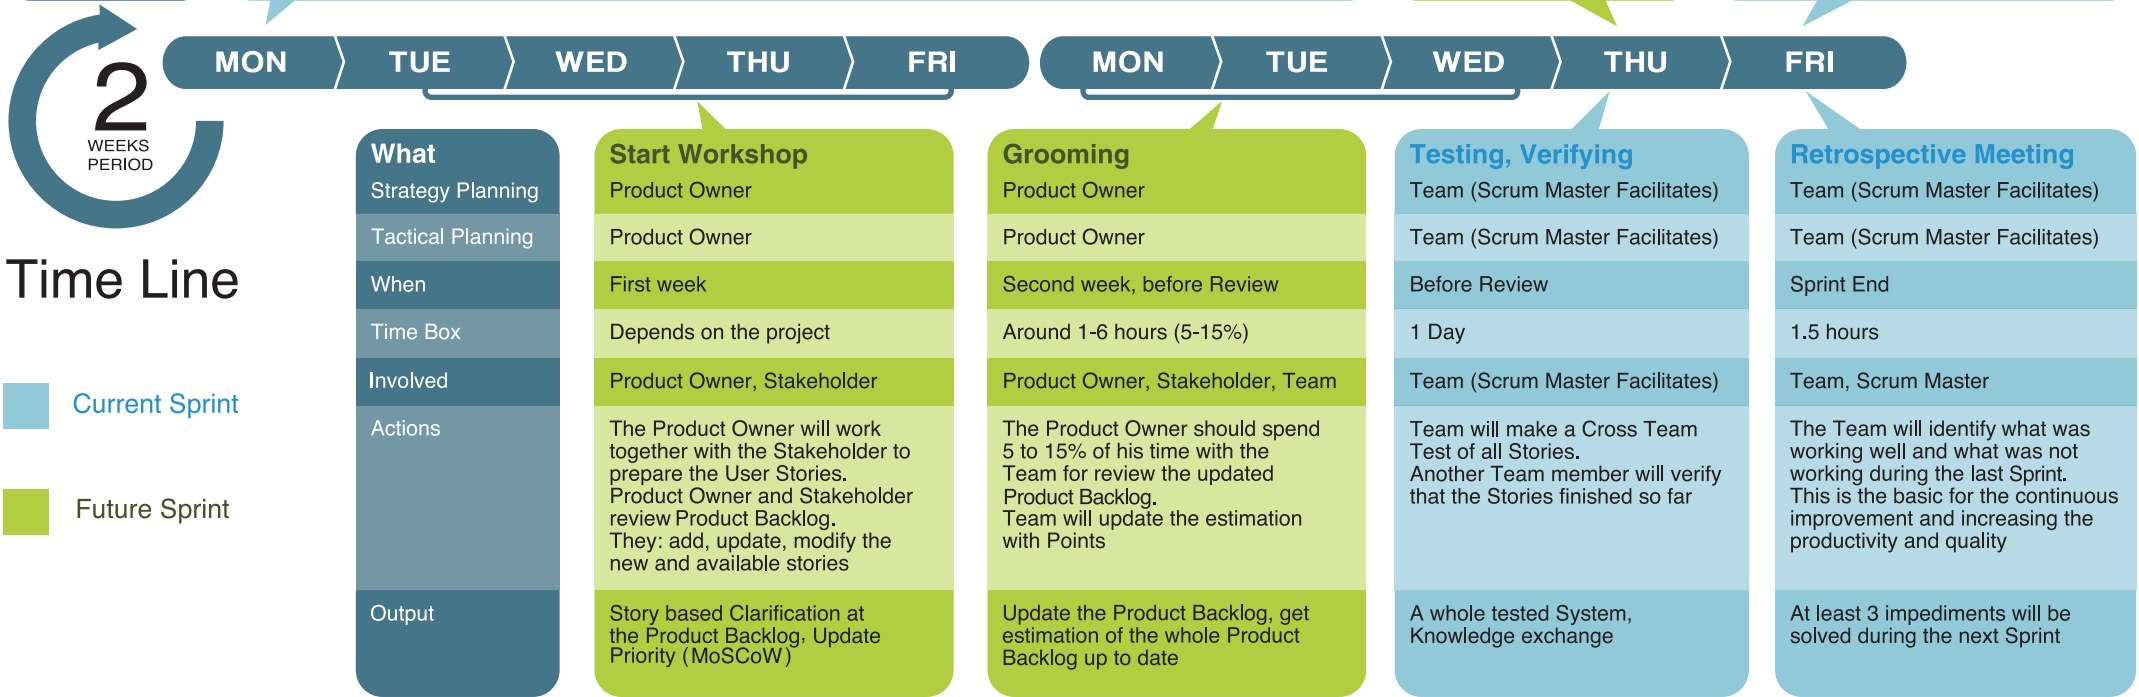 MON TUE WED THU FRI MON TUE WED THU FRI
2
WEEKS
PERIOD
Time Line
Current Sprint
Future Sprint
What
Strategy Planning
Tactical Planning
When
Time Box
Involved
Actions
Output
Start Workshop
Product Owner
Product Owner
First week
Depends on the project
Product Owner, Stakeholder
The Product Owner will work
together with the Stakeholder to
prepare the User Stories.
Product Owner and Stakeholder
review Product Backlog.
They: add, update, modify the
new and available stories
Story based Clarification at
the Product Backlog, Update
Priority (MoSCoW)
Grooming
Product Owner
Product Owner
Second week, before Review
Around 1-6 hours (5-15%)
Product Owner, Stakeholder, Team
The Product Owner should spend
5 to 15% of his time with the
Team for review the updated
Product Backlog.
Team will update the estimation
with Points
Update the Product Backlog, get
estimation of the whole Product
Backlog up to date
Testing, Verifying
Team (Scrum Master Facilitates)
Team (Scrum Master Facilitates)
Before Review
1 Day
Team (Scrum Master Facilitates)
Team will make a Cross Team
Test of all Stories.
Another Team member will verify
that the Stories finished so far
A whole tested System,
Knowledge exchange
Retrospective Meeting
Team (Scrum Master Facilitates)
Team (Scrum Master Facilitates)
Sprint End
1.5 hours
Team, Scrum Master
The Team will identify what was
working well and what was not
working during the last Sprint.
This is the basic for the continuous
improvement and increasing the
productivity and quality
At least 3 impediments will be
solved during the next Sprint